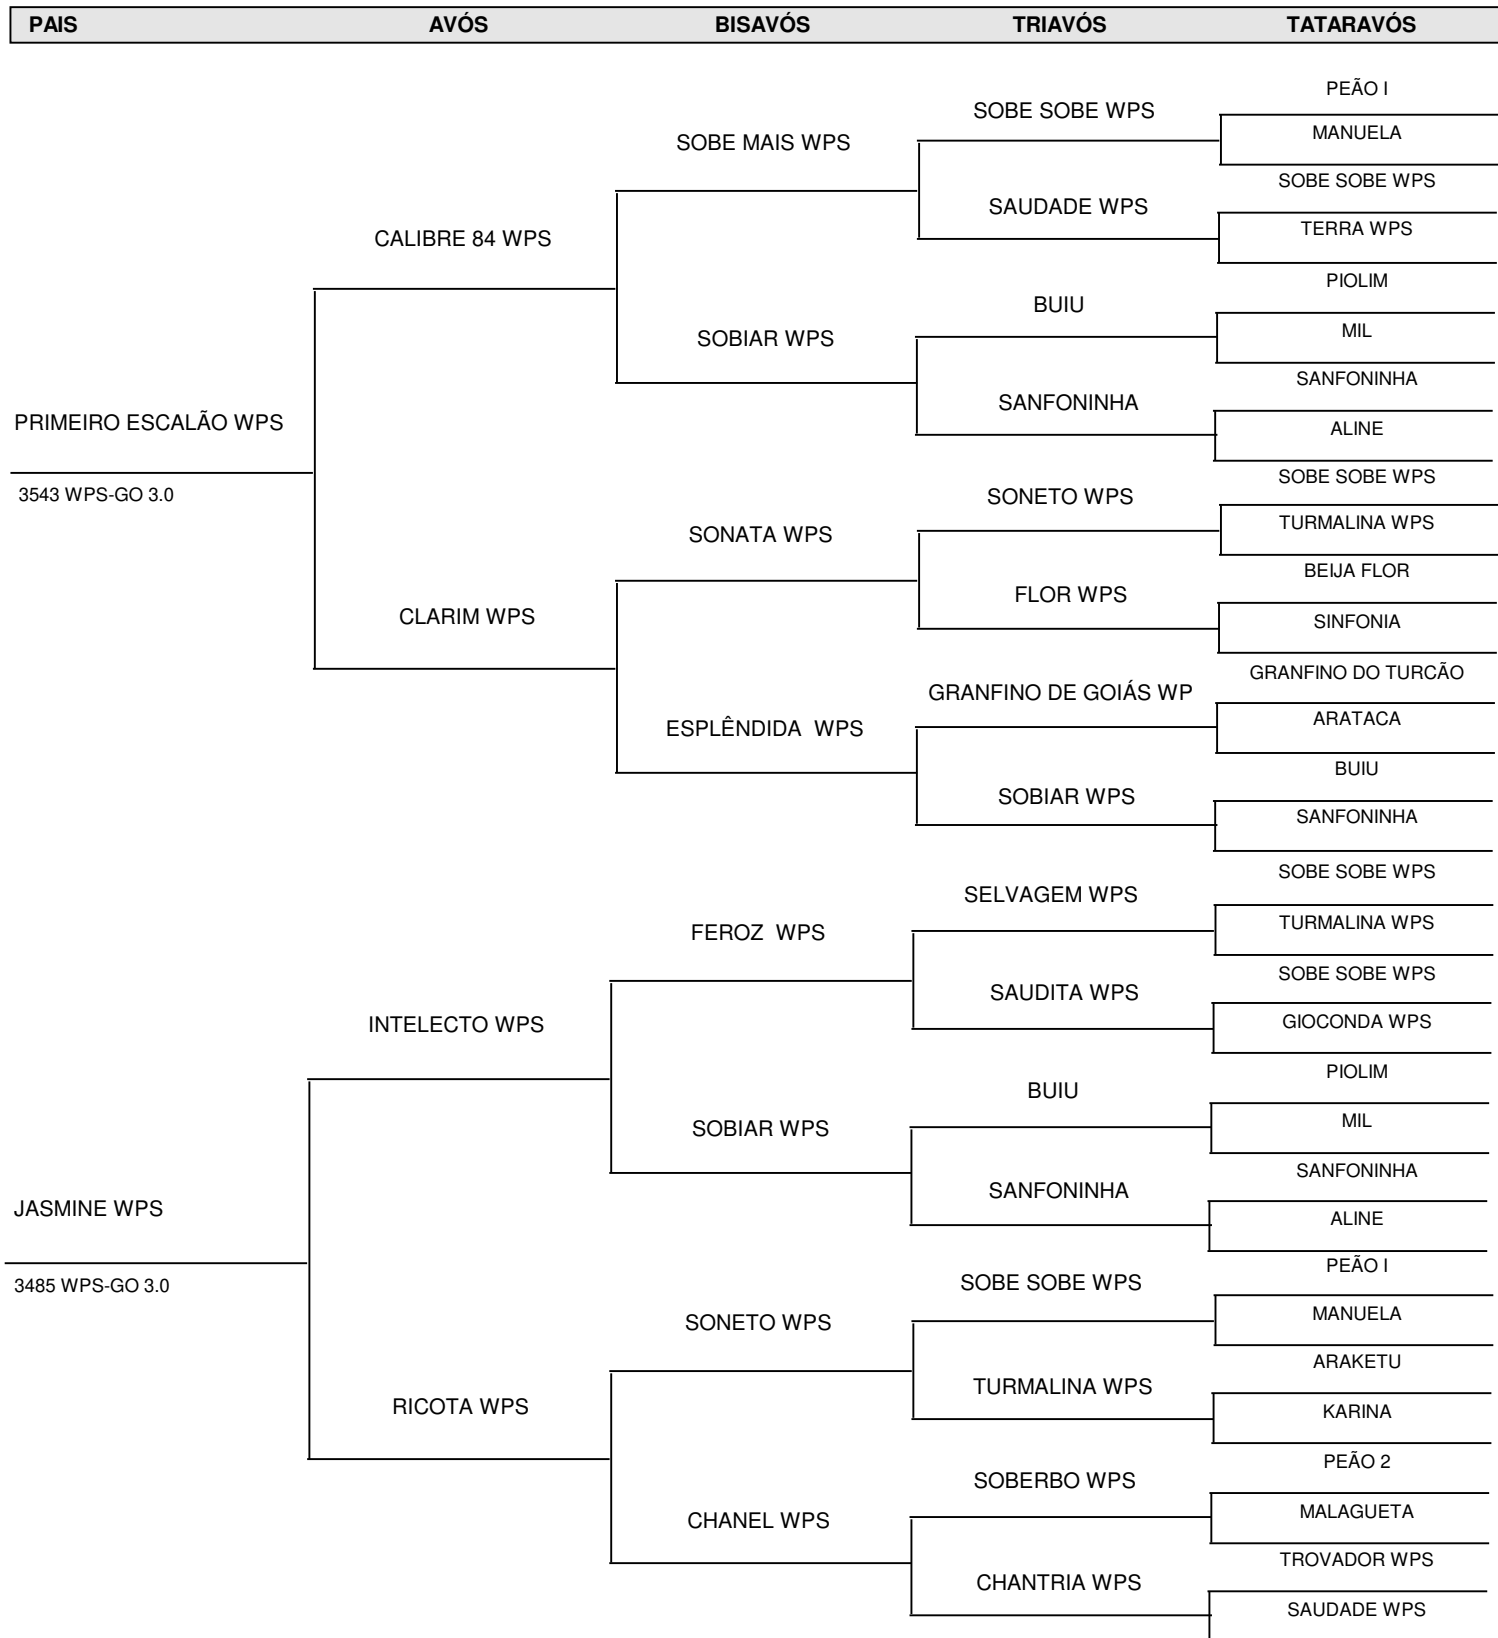 PAIS AVÓS BISAVÓS TRIAVÓS TATARAVÓS
PEÃO I
SOBE SOBE WPS
MANUELA
SOBE MAIS WPS
SOBE SOBE WPS
SAUDADE WPS
TERRA WPS
CALIBRE 84 WPS
PIOLIM
BUIU
MIL
SOBIAR WPS
SANFONINHA
SANFONINHA
ALINE
PRIMEIRO ESCALÃO WPS
3543 WPS-GO 3.0
SOBE SOBE WPS
SONETO WPS
TURMALINA WPS
SONATA WPS
BEIJA FLOR
FLOR WPS
SINFONIA
CLARIM WPS
GRANFINO DO TURCÃO
GRANFINO DE GOIÁS WP
ARATACA
ESPLÊNDIDA WPS
BUIU
SOBIAR WPS
SANFONINHA
SOBE SOBE WPS
SELVAGEM WPS
TURMALINA WPS
FEROZ WPS
SOBE SOBE WPS
SAUDITA WPS
GIOCONDA WPS
INTELECTO WPS
PIOLIM
BUIU
MIL
SOBIAR WPS
SANFONINHA
SANFONINHA
ALINE
JASMINE WPS
3485 WPS-GO 3.0
PEÃO I
SOBE SOBE WPS
MANUELA
SONETO WPS
ARAKETU
TURMALINA WPS
KARINA
RICOTA WPS
PEÃO 2
SOBERBO WPS
MALAGUETA
CHANEL WPS
TROVADOR WPS
CHANTRIA WPS
SAUDADE WPS